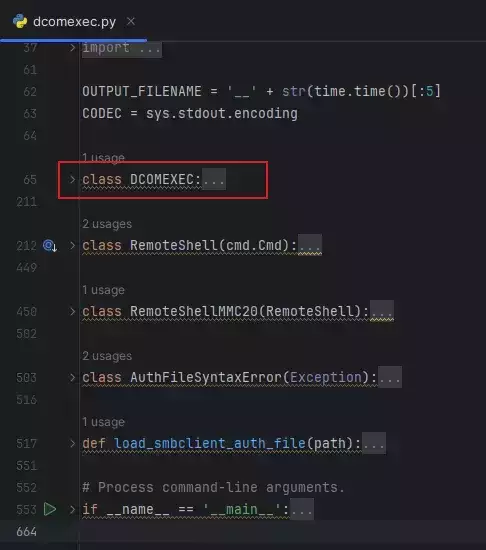 dcomexec.py
37 import ...
61
62 OUTPUT_FILENAME = '__' + str(time.time())[:5]
63 CODEC = sys.stdout.encoding
64
1 usage
65 class DCOMEXEC:...
211
2 usages
212 class RemoteShell(cmd.Cmd):...
449
1 usage
450 class RemoteShellMMC20(RemoteShell):...
502
2 usages
503 class AuthFileSyntaxError(Exception):...
516
1 usage
517 def load_smbclient_auth_file(path):...
551
552 # Process command-line arguments.
553 if __name__ == '__main__':...
664